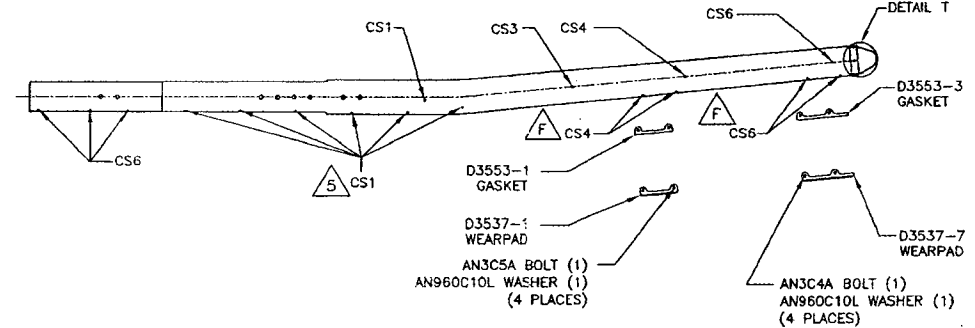 DETAIL T
CS1
CS3
CS4
CS6
D3553-3
GASKET
F
F
CS4
CS6
CS6
5
CS1
D3553-1
GASKET
D3537-1
WEARPAD
D3537-7
WEARPAD
AN3C5A BOLT (1)
AN960C10L WASHER (1)
(4 PLACES)
AN3C4A BOLT (1)
AN960C10L WASHER (1)
(4 PLACES)